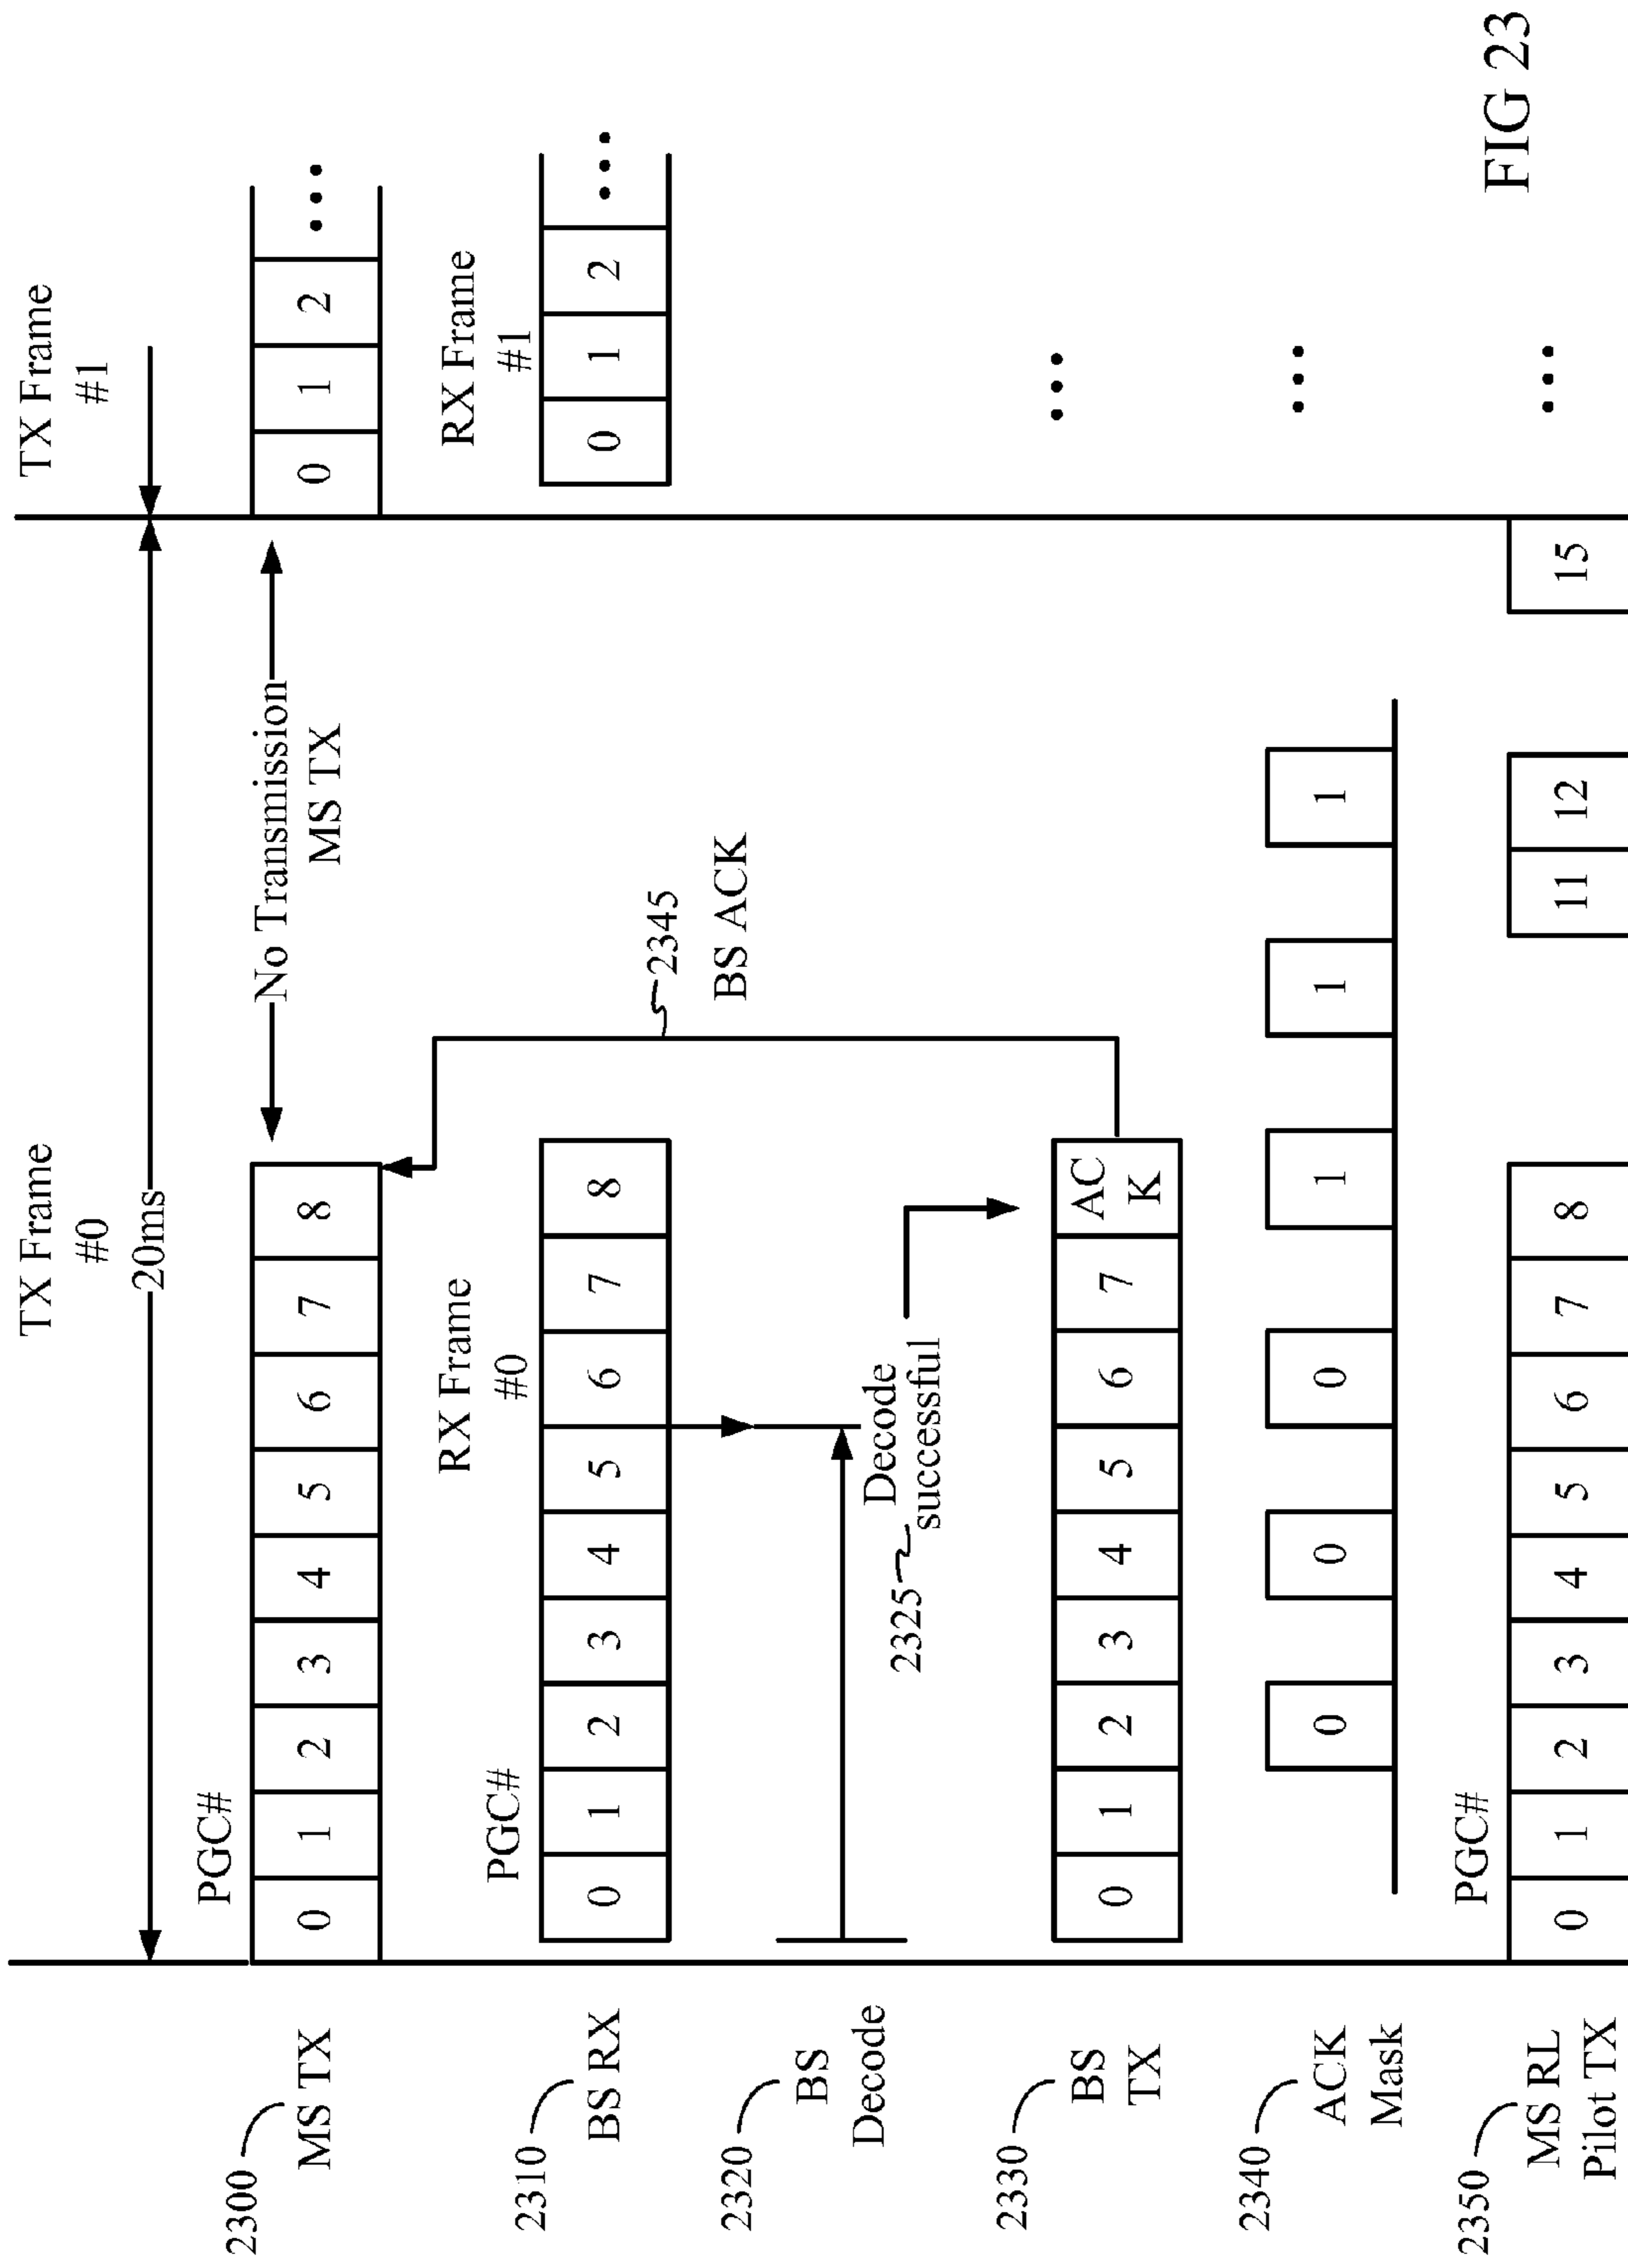 TX Frame
#0
TX Frame
#1
20ms
PGC#
2300
MS TX
0 1 2 3 4 5 6 7 8
No Transmission
MS TX
0 1 2 ...
RX Frame
#0
RX Frame
#1
PGC#
2310
BS RX
0 1 2 3 4 5 6 7 8
0 1 2 ...
2320
BS
Decode
2325
Decode
successful
2345
BS ACK
2330
BS
TX
0 1 2 3 4 5 6 7 AC
K
...
2340
ACK
Mask
0 0 0 1 1 1 ...
PGC#
2350
MS RL
Pilot TX
0 1 2 3 4 5 6 7 8 11 12 15 ...
FIG 23